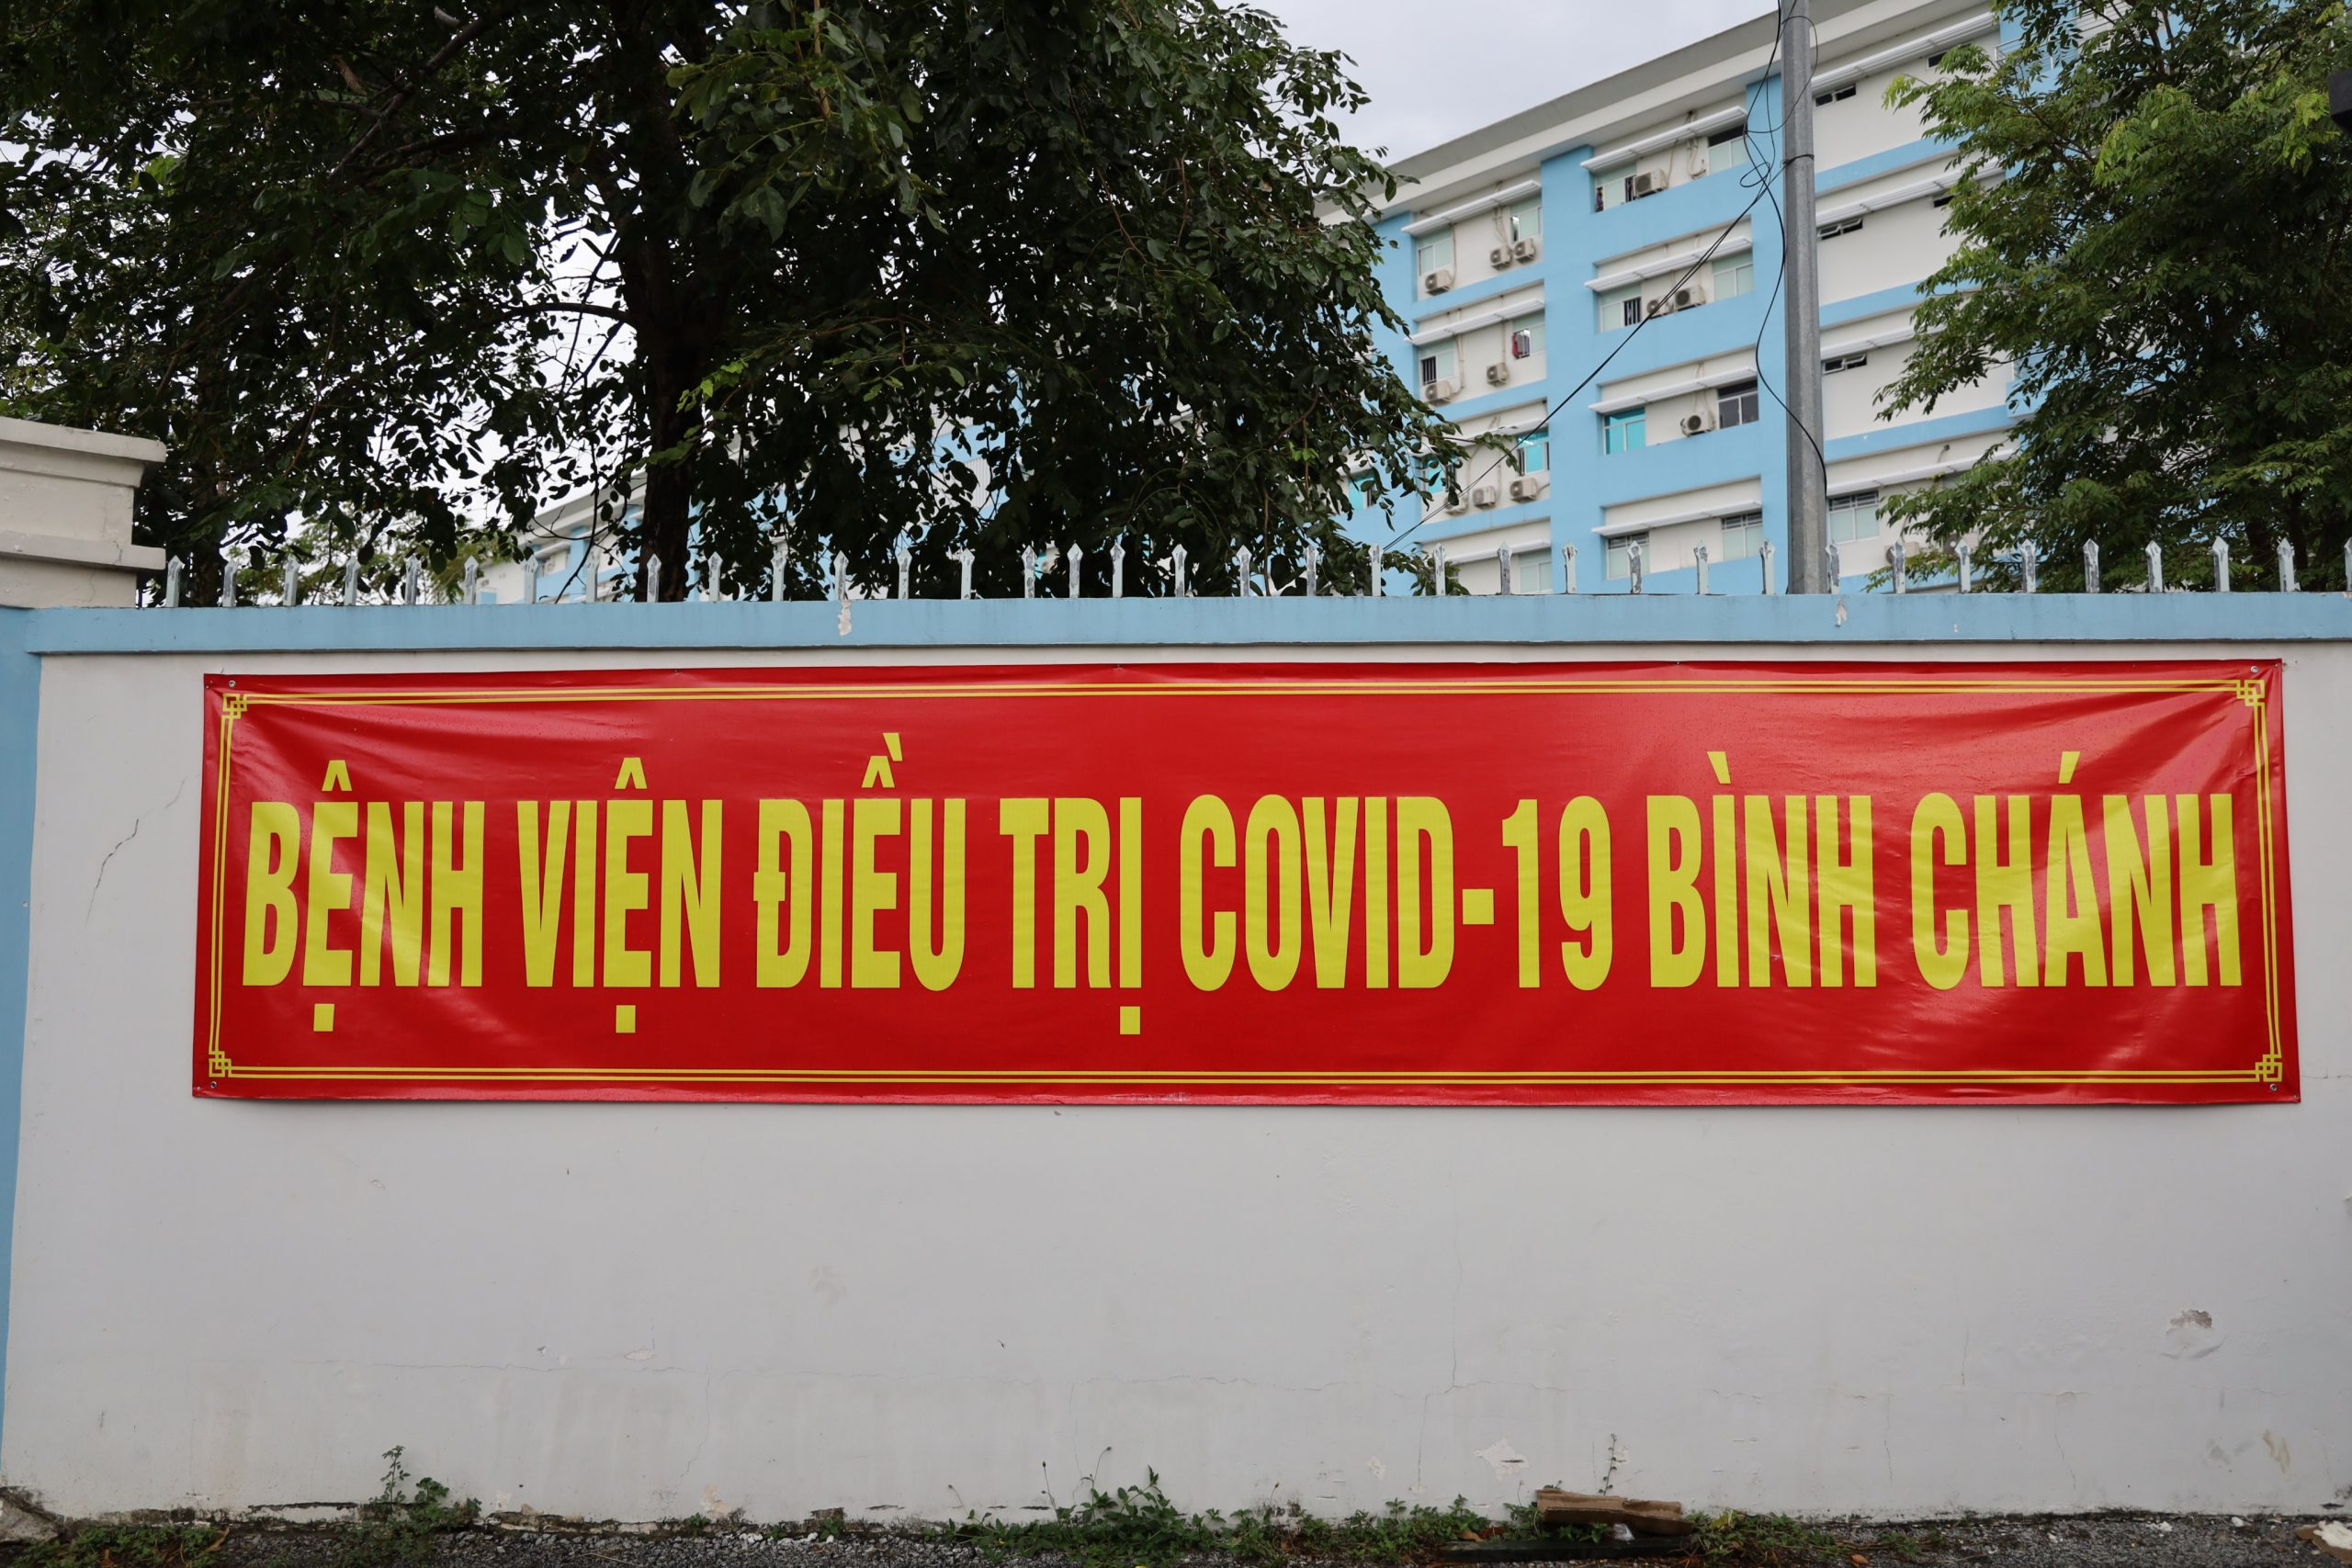 BỆNH VIỆN ĐIỀU TRỊ COVID-19 BÌNH CHÁNH